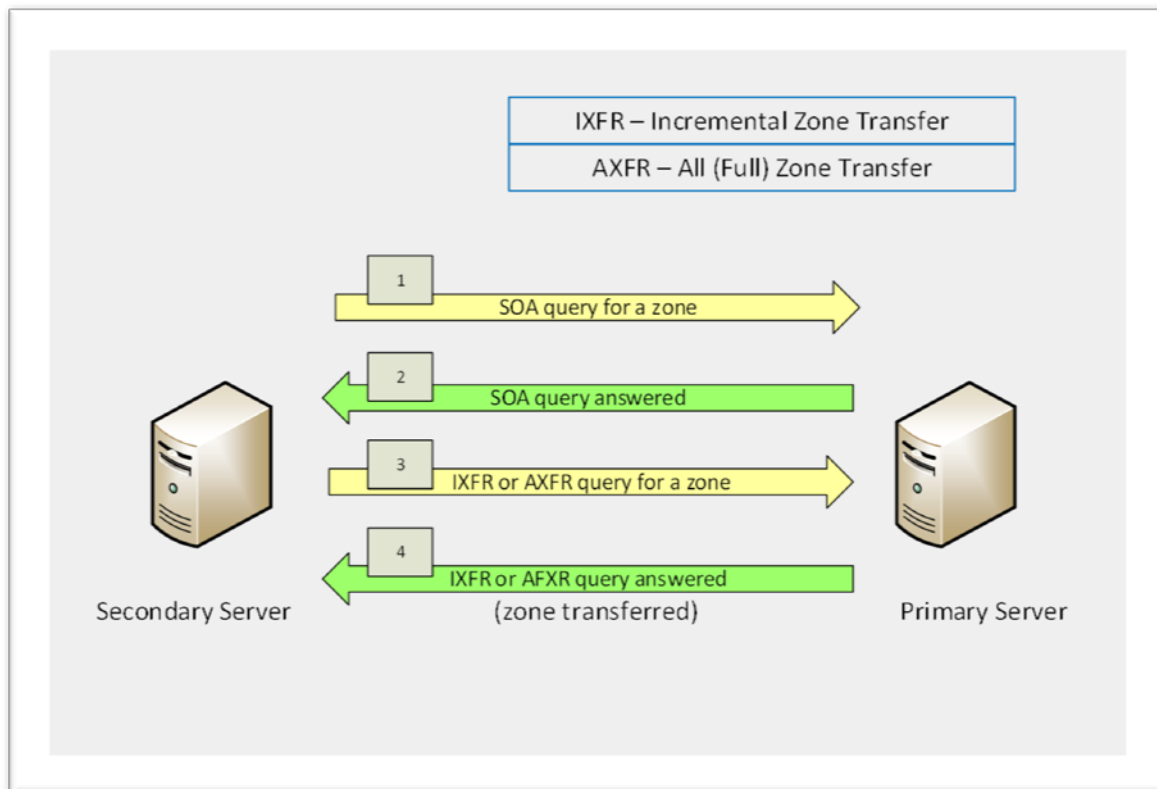 IXFR – Incremental Zone Transfer
AXFR – All (Full) Zone Transfer
1
SOA query for a zone
2
SOA query answered
3
IXFR or AXFR query for a zone
4
IXFR or AFXR query answered
(zone transferred)
Secondary Server
Primary Server